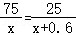 75/x = 25/(x+0.6)